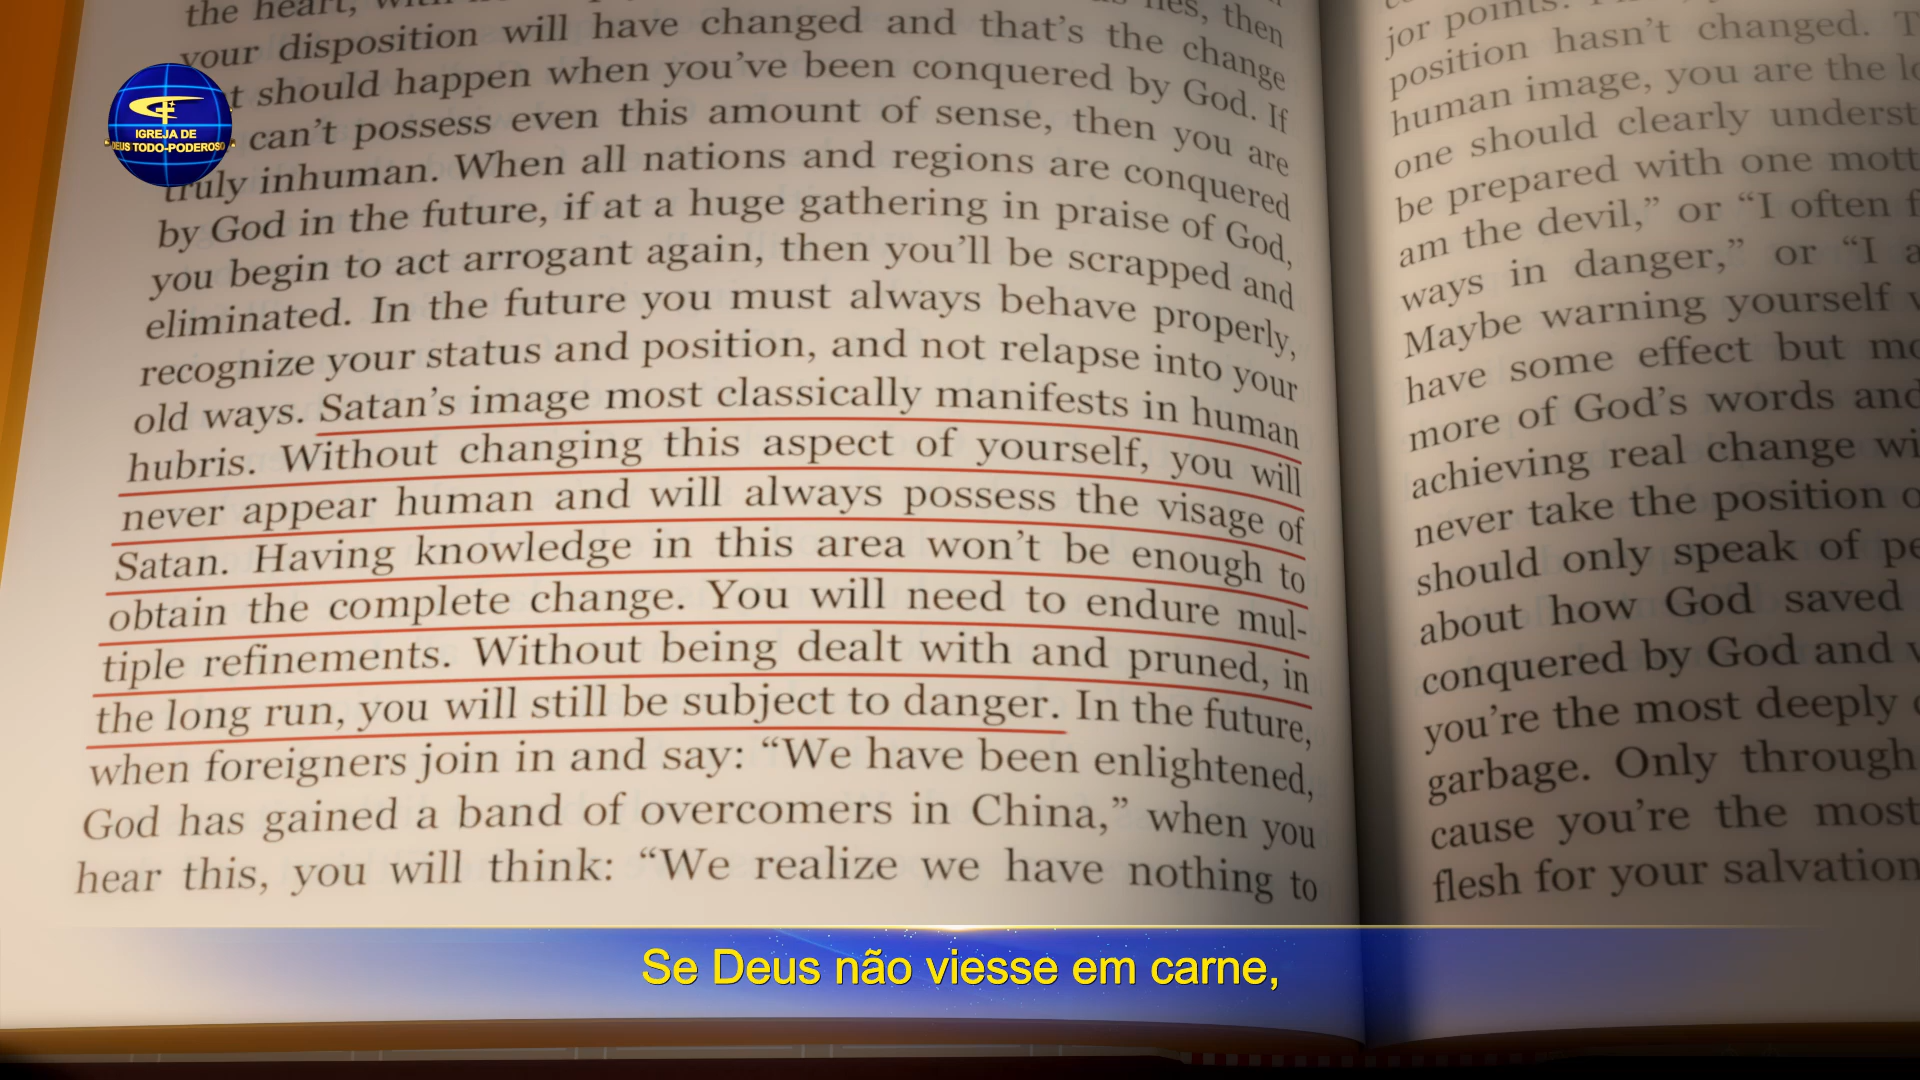 the heart,
then
your disposition will have changed and that's the change
should happen when you've been conquered by God. If
can't possess even this amount of sense, then you are
truly inhuman. When all nations and regions are conquered
by God in the future, if at a huge gathering in praise of God,
you begin to act arrogant again, then you'll be scrapped and
eliminated. In the future you must always behave properly,
recognize your status and position, and not relapse into your
old ways. Satan's image most classically manifests in human
hubris. Without changing this aspect of yourself, you will
never appear human and will always possess the visage of
Satan. Having knowledge in this area won't be enough to
obtain the complete change. You will need to endure mul-
tiple refinements. Without being dealt with and pruned, in
the long run, you will still be subject to danger. In the future,
when foreigners join in and say: “We have been enlightened,
God has gained a band of overcomers in China,” when you
hear this, you will think: “We realize we have nothing to
jor points.
position hasn't changed.
human image, you are the
one should clearly
be prepared with one
am the devil,” or “I often
ways in danger,” or “I
Maybe warning yourself
have some effect but
more of God's words and
achieving real change
never take the position
should only speak of
about how God saved
conquered by God and
you're the most deeply
garbage. Only through
cause you're the most
flesh for your salvation
IGREJA DE
DEUS TODO-PODEROSO
Se Deus não viesse em carne,